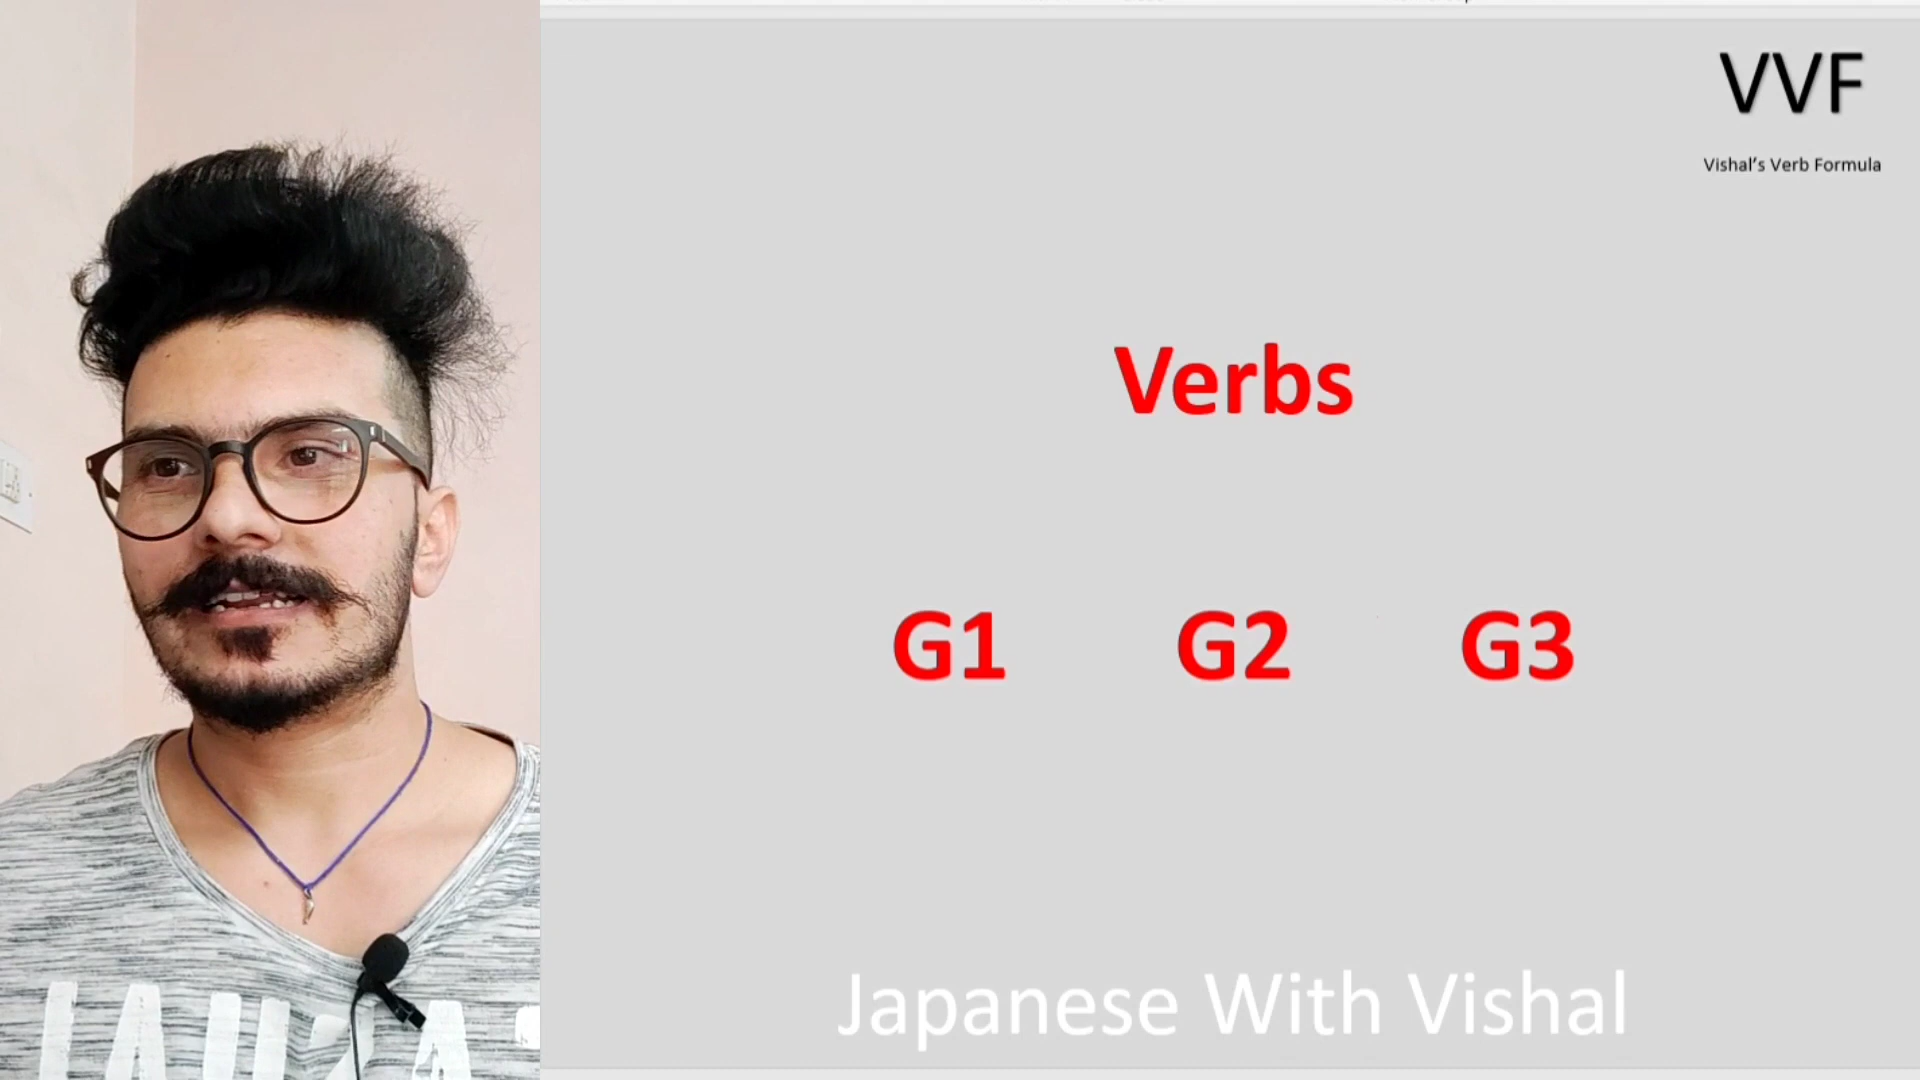 VVF
Vishal's Verb Formula
Verbs
G1 G2 G3
Japanese With Vishal